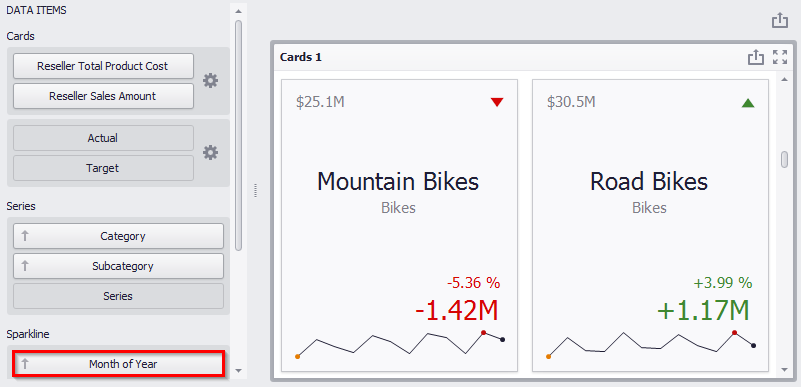 DATA ITEMS
Cards
Reseller Total Product Cost
Reseller Sales Amount
Actual
Target
Series
Category
Subcategory
Series
Sparkline
Month of Year
Cards 1
$25.1M
Mountain Bikes
Bikes
-5.36 %
-1.42M
$30.5M
Road Bikes
Bikes
+3.99 %
+1.17M